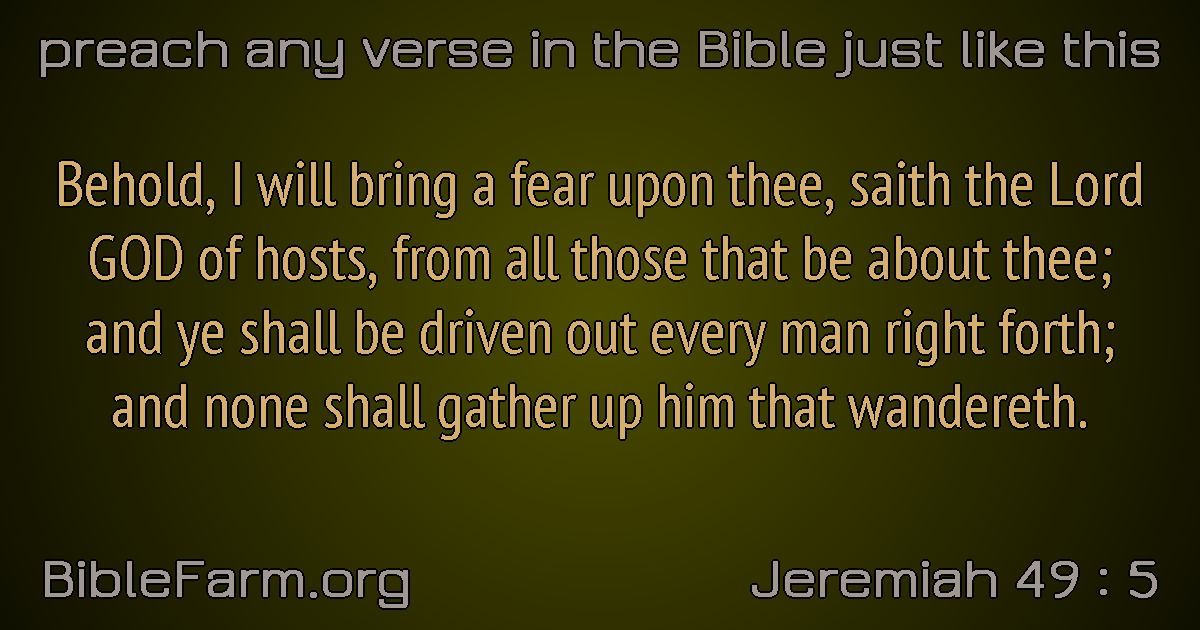 preach any verse in the Bible just like this
Behold, I will bring a fear upon thee, saith the Lord
GOD of hosts, from all those that be about thee;
and ye shall be driven out every man right forth;
and none shall gather up him that wandereth.
BibleFarm.org
Jeremiah 49 : 5